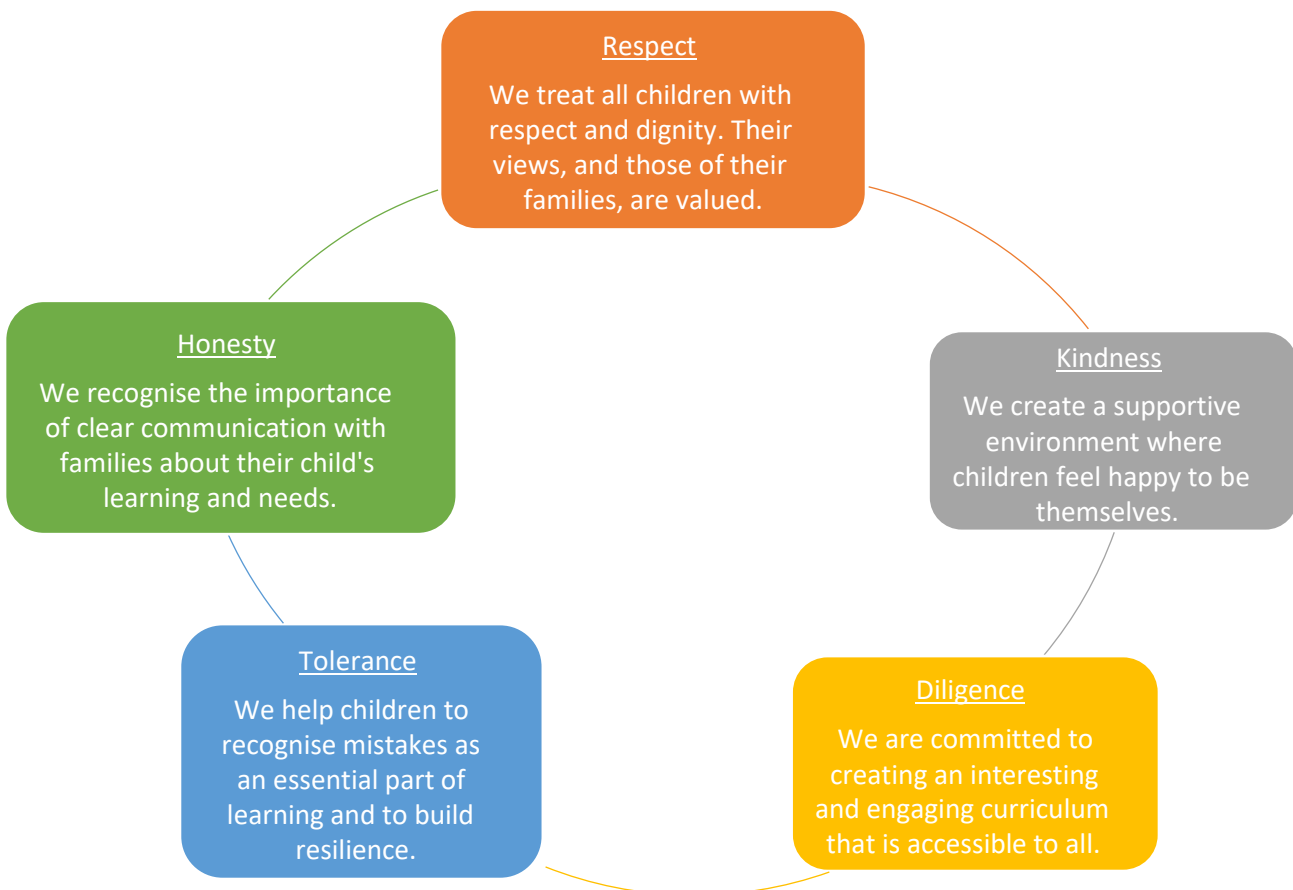 Respect
We treat all children with
respect and dignity. Their
views, and those of their
families, are valued.
Honesty
We recognise the importance
of clear communication with
families about their child's
learning and needs.
Kindness
We create a supportive
environment where
children feel happy to be
themselves.
Tolerance
We help children to
recognise mistakes as
an essential part of
learning and to build
resilience.
Diligence
We are committed to
creating an interesting
and engaging curriculum
that is accessible to all.